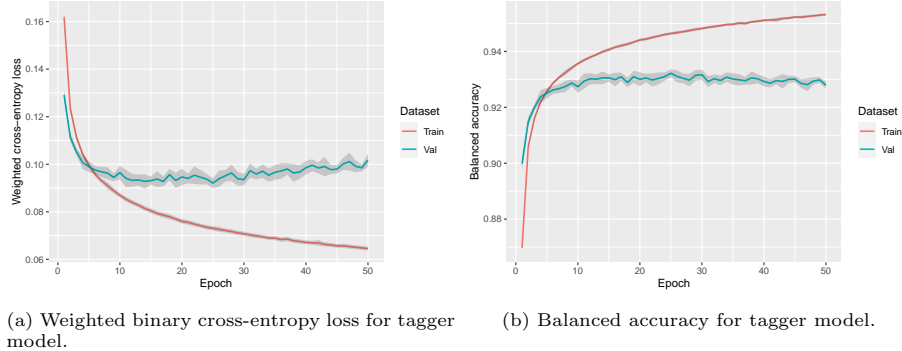 0.16
0.14
0.12
0.10
0.08
0.06
Weighted cross-entropy loss
0 10 20 30 40 50
Epoch
Dataset
Train
Val
0.94
0.92
0.90
0.88
Balanced accuracy
0 10 20 30 40 50
Epoch
Dataset
Train
Val
(a) Weighted binary cross-entropy loss for tagger
model.
(b) Balanced accuracy for tagger model.